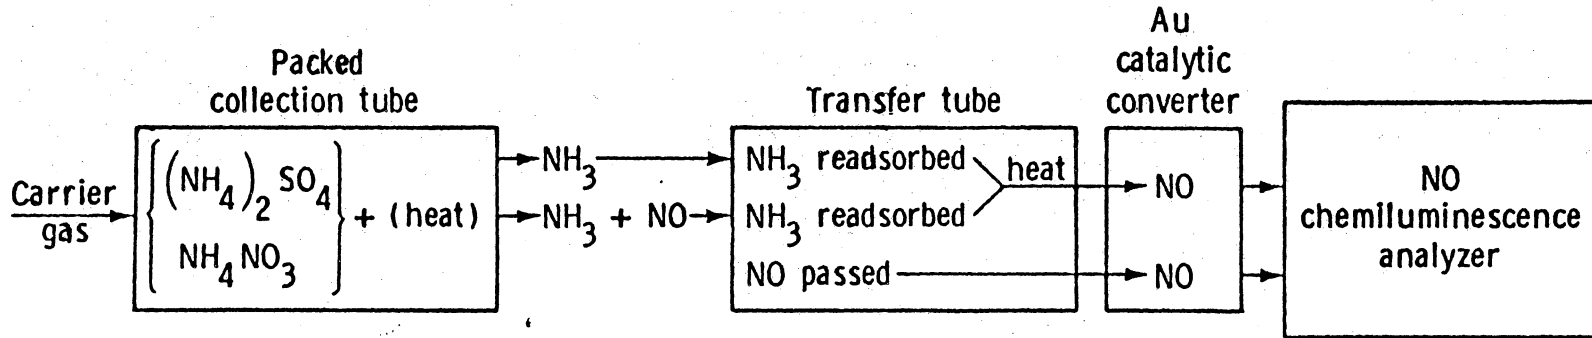 Packed
collection tube
Transfer tube
Au
catalytic
converter
Carrier
gas
(NH4)2 SO4
NH4NO3
+ (heat)
NH3
NH3 + NO
NH3 readsorbed
NH3 readsorbed
heat
NO passed
NO
NO
NO
chemiluminescence
analyzer